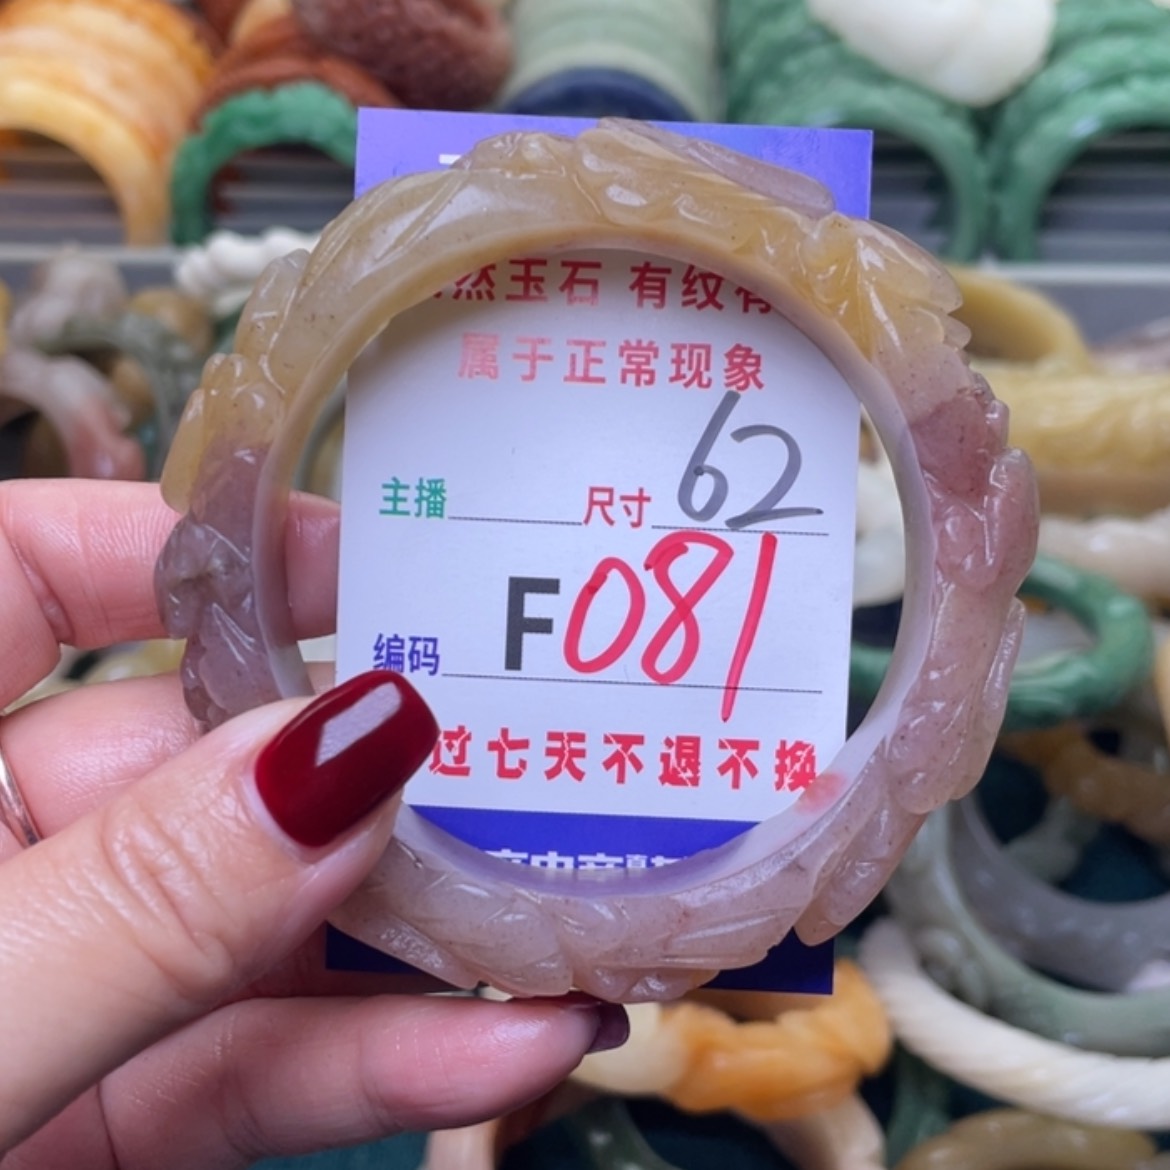 然玉石 有纹有
属于正常现象
主播 尺寸 62
编码 F081
过七天不退不换